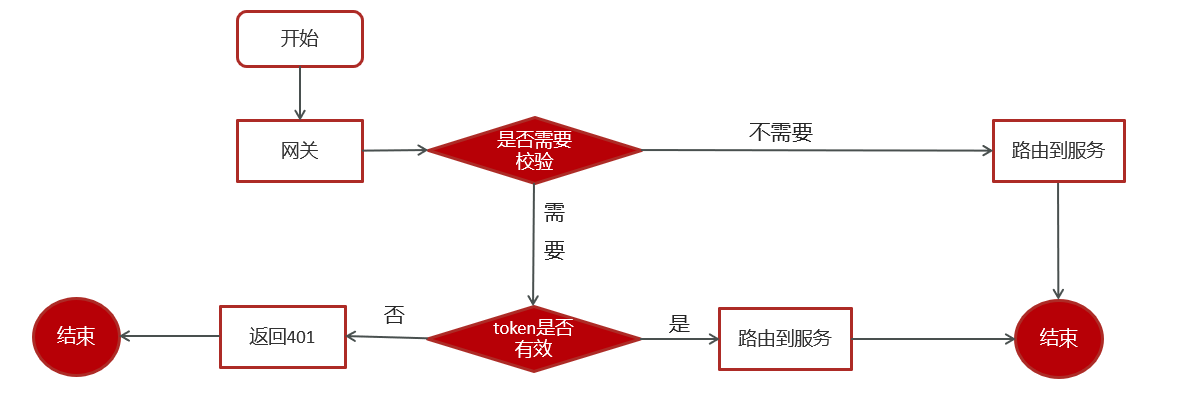 开始
网关
是否需要
校验
不需要
路由到服务
需
要
结束
返回401
否
token是否
有效
是
路由到服务
结束